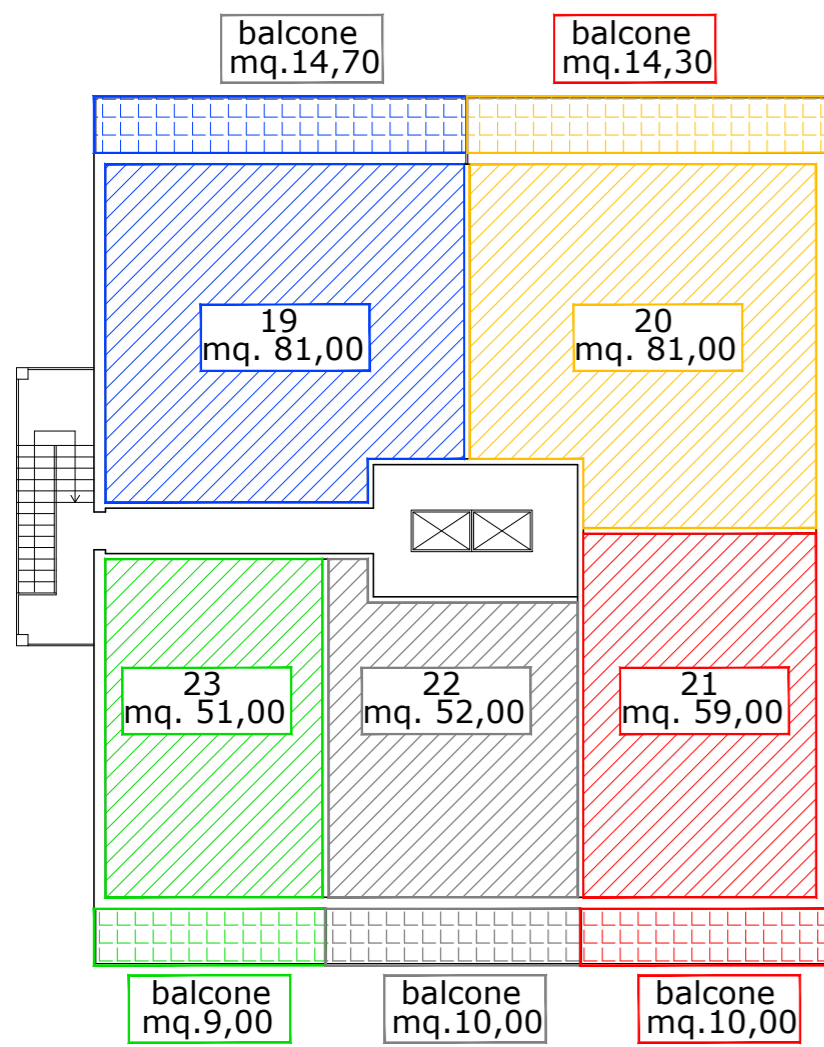 balcone
mq.14,70
balcone
mq.14,30
19
mq. 81,00
20
mq. 81,00
23
mq. 51,00
22
mq. 52,00
21
mq. 59,00
balcone
mq.9,00
balcone
mq.10,00
balcone
mq.10,00